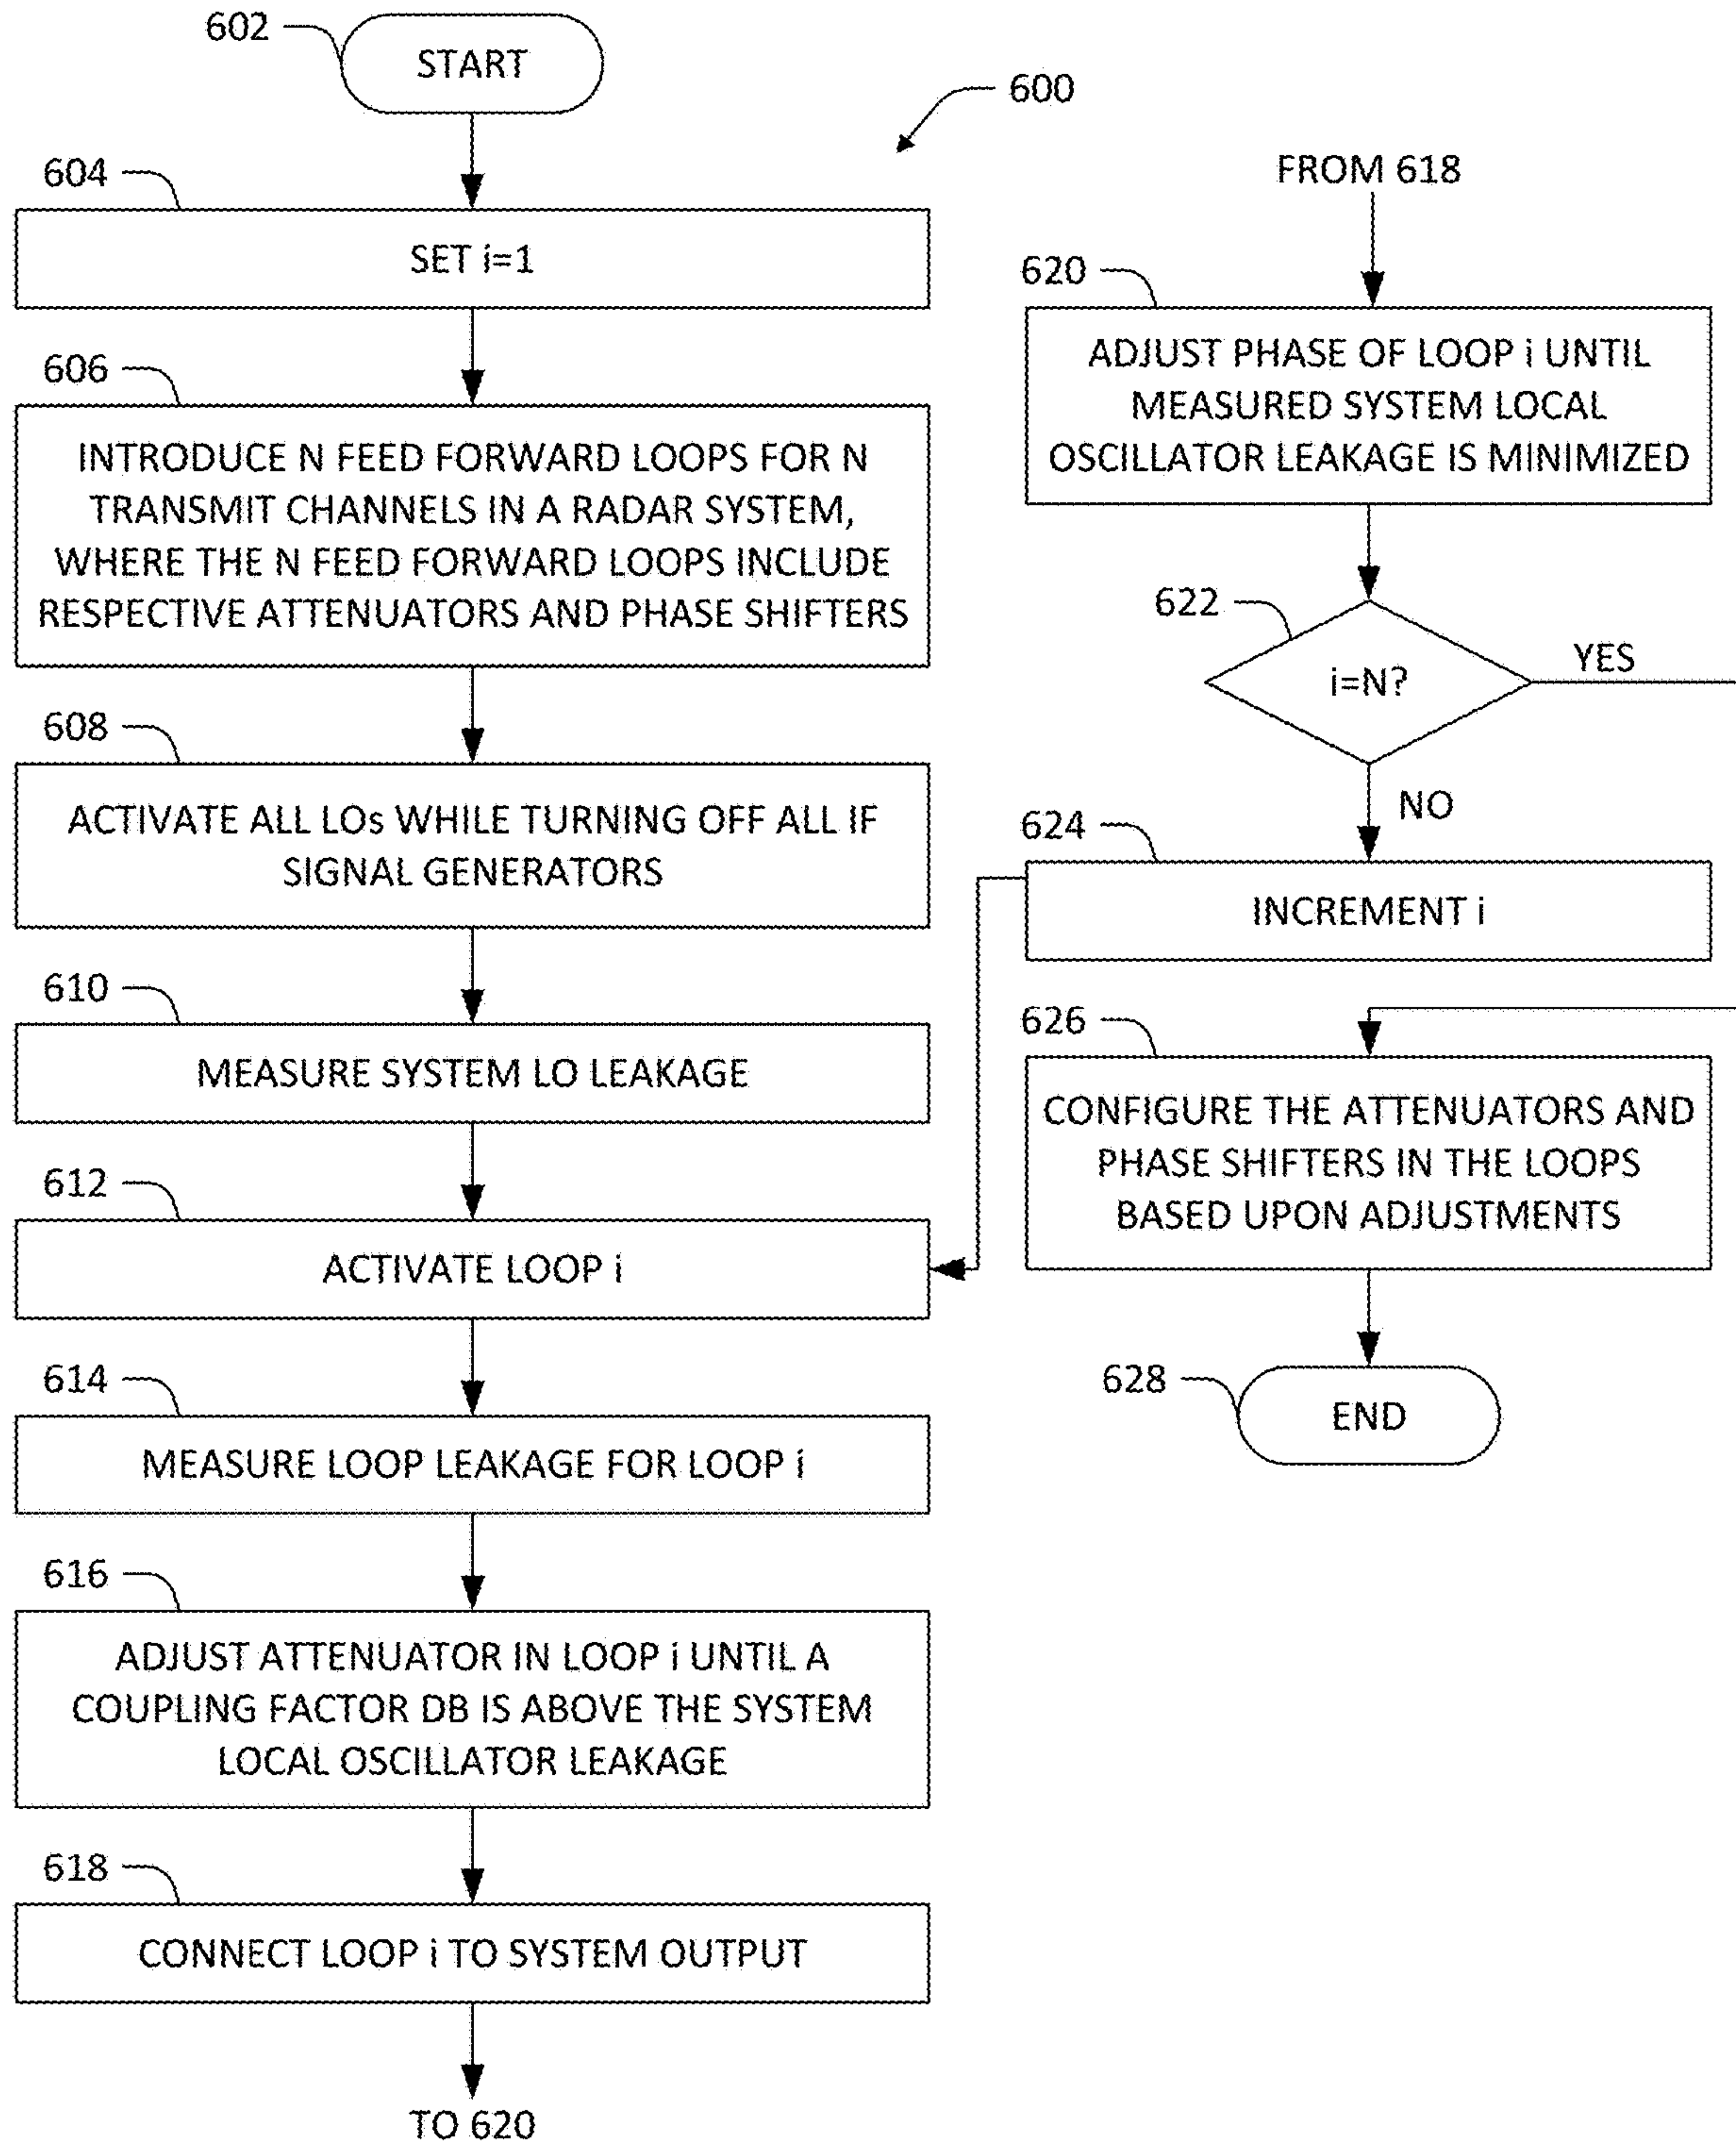 602
START
600
604
SET i=1
606
INTRODUCE N FEED FORWARD LOOPS FOR N
TRANSMIT CHANNELS IN A RADAR SYSTEM,
WHERE THE N FEED FORWARD LOOPS INCLUDE
RESPECTIVE ATTENUATORS AND PHASE SHIFTERS
608
ACTIVATE ALL LOs WHILE TURNING OFF ALL IF
SIGNAL GENERATORS
610
MEASURE SYSTEM LO LEAKAGE
612
ACTIVATE LOOP i
614
MEASURE LOOP LEAKAGE FOR LOOP i
616
ADJUST ATTENUATOR IN LOOP i UNTIL A
COUPLING FACTOR DB IS ABOVE THE SYSTEM
LOCAL OSCILLATOR LEAKAGE
618
CONNECT LOOP i TO SYSTEM OUTPUT
TO 620
FROM 618
620
ADJUST PHASE OF LOOP i UNTIL
MEASURED SYSTEM LOCAL
OSCILLATOR LEAKAGE IS MINIMIZED
622
i=N?
YES
NO
624
INCREMENT i
626
CONFIGURE THE ATTENUATORS AND
PHASE SHIFTERS IN THE LOOPS
BASED UPON ADJUSTMENTS
628
END